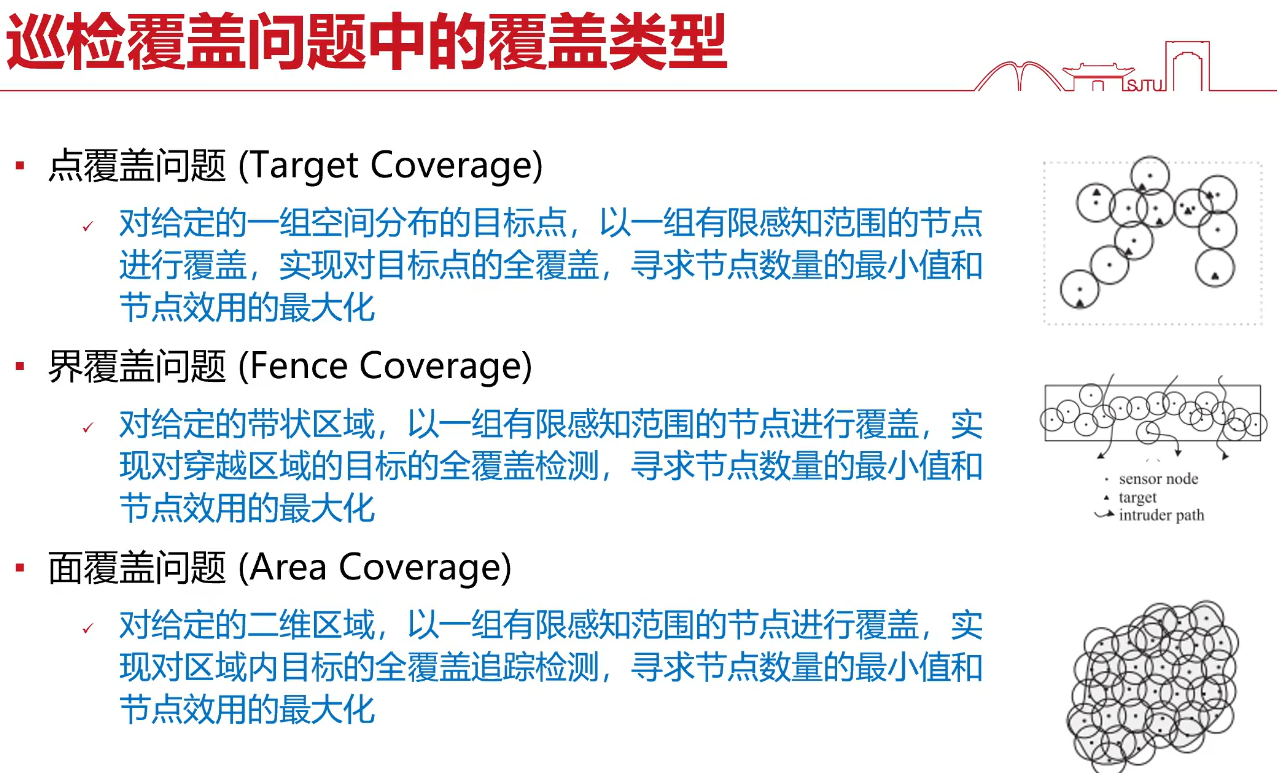 巡检覆盖问题中的覆盖类型
SJTU
点覆盖问题 (Target Coverage)
对给定的一组空间分布的目标点，以一组有限感知范围的节点
进行覆盖，实现对目标点的全覆盖，寻求节点数量的最小值和
节点效用的最大化
界覆盖问题 (Fence Coverage)
对给定的带状区域，以一组有限感知范围的节点进行覆盖，实
现对穿越区域的目标的全覆盖检测，寻求节点数量的最小值和
节点效用的最大化
sensor node
target
intruder path
面覆盖问题 (Area Coverage)
对给定的二维区域，以一组有限感知范围的节点进行覆盖，实
现对区域内目标的全覆盖追踪检测，寻求节点数量的最小值和
节点效用的最大化